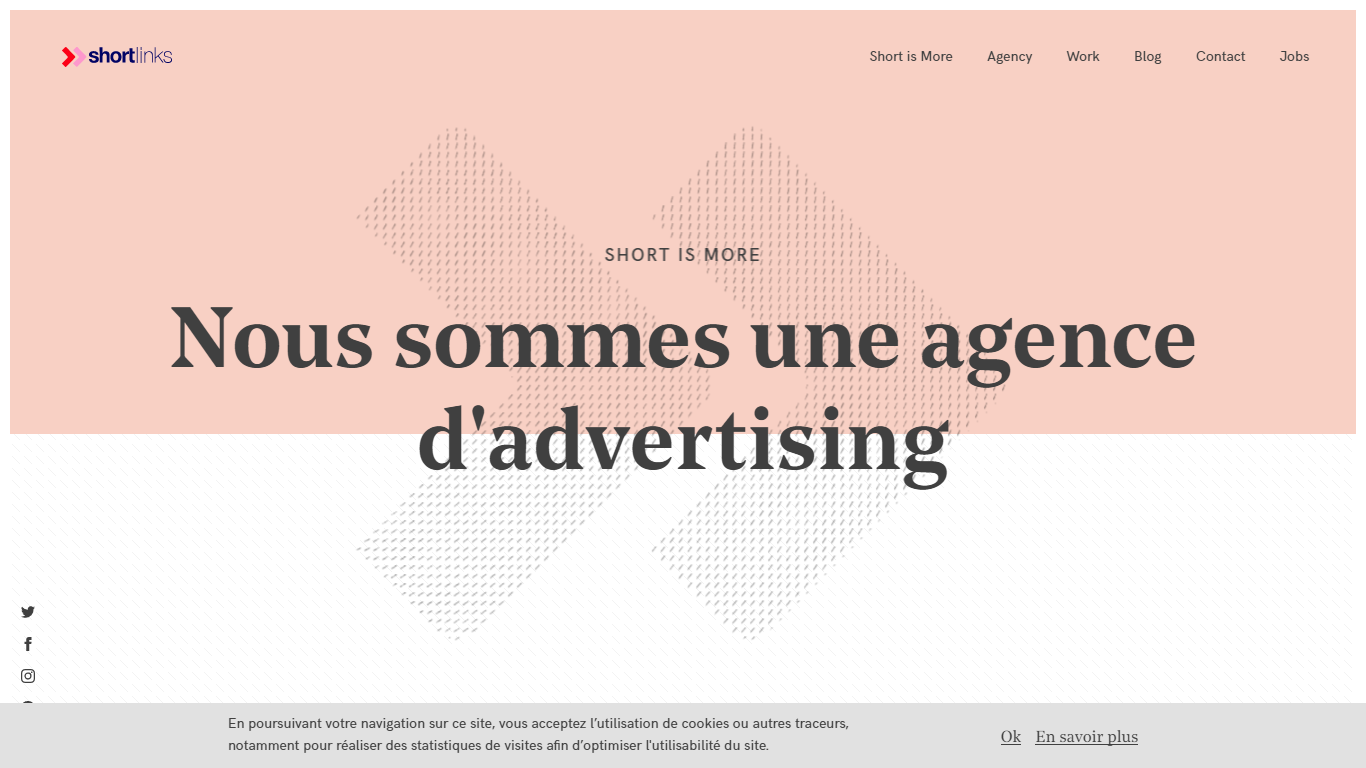 shortlinks
Short is More
Agency
Work
Blog
Contact
Jobs
SHORT IS MORE
Nous sommes une agence
d'advertising
En poursuivant votre navigation sur ce site, vous acceptez l’utilisation de cookies ou autres traceurs,
notamment pour réaliser des statistiques de visites afin d’optimiser l'utilisabilité du site.
Ok
En savoir plus